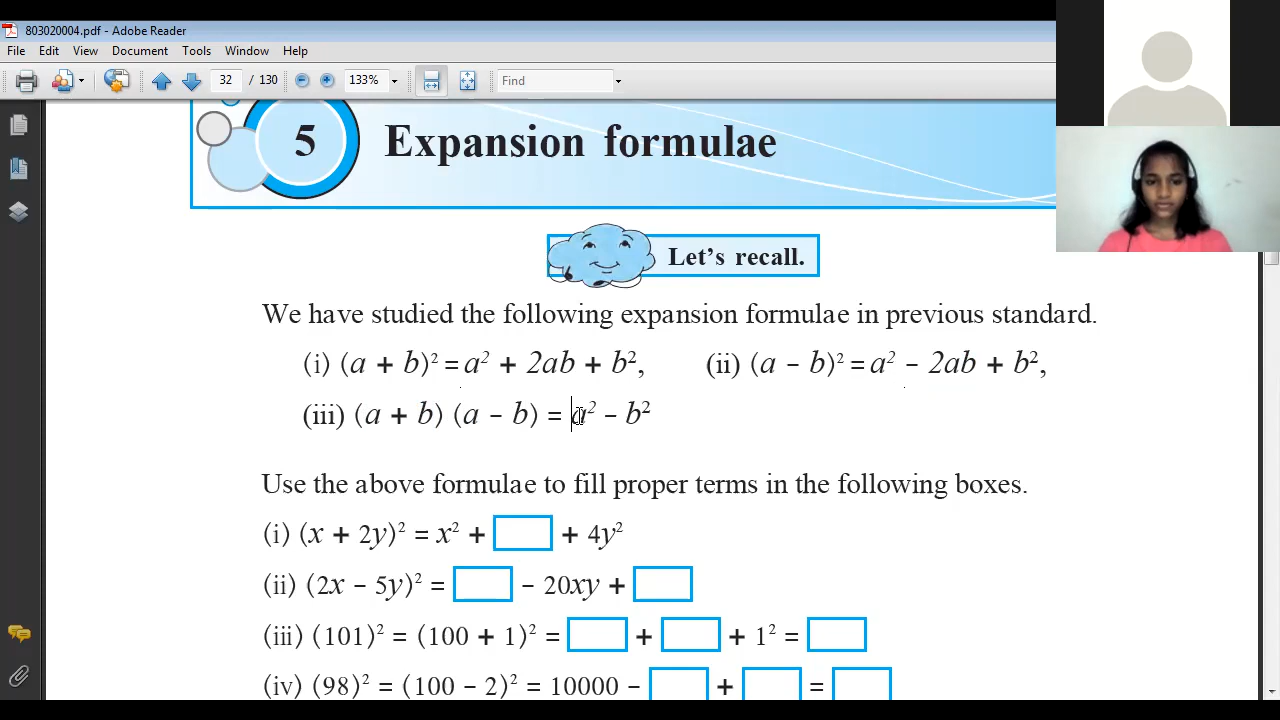 803020004.pdf - Adobe Reader
File Edit View Document Tools Window Help
32 / 130 133% Find
5 Expansion formulae
Let's recall.
We have studied the following expansion formulae in previous standard.
(i) (a + b)² = a² + 2ab + b², (ii) (a – b)² = a² – 2ab + b²,
(iii) (a + b) (a – b) = a² – b²
Use the above formulae to fill proper terms in the following boxes.
(i) (x + 2y)² = x² + + 4y²
(ii) (2x – 5y)² = – 20xy +
(iii) (101)² = (100 + 1)² = + + 1² =
(iv) (98)² = (100 – 2)² = 10000 – + =